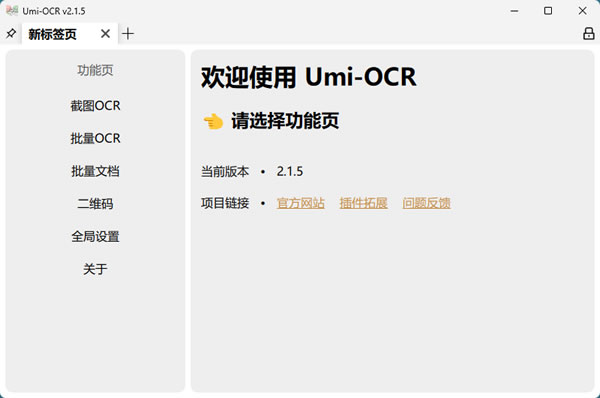 Umi-OCR v2.1.5
新标签页
功能页
截图OCR
批量OCR
批量文档
二维码
全局设置
关于
欢迎使用 Umi-OCR
👈 请选择功能页
当前版本 • 2.1.5
项目链接 • 官方网站 插件拓展 问题反馈